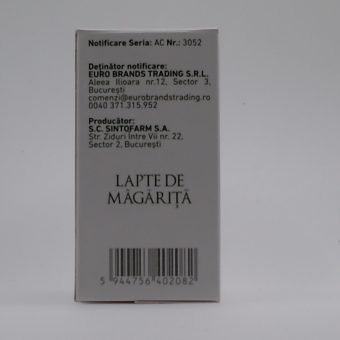 Notificare Seria: AC Nr.: 3052
Deținător notificare:
EURO BRANDS TRADING S.R.L.
Aleea Ilioara nr.12, Sector 3,
București
comenzi@eurobrandstrading.ro
0040 371.315.952
Producător:
S.C. SINTOFARM S.A.
Str. Ziduri între Vii nr. 22,
Sector 2, București
LAPTE DE
MĂGĂRIȚĂ
5 944756 402082